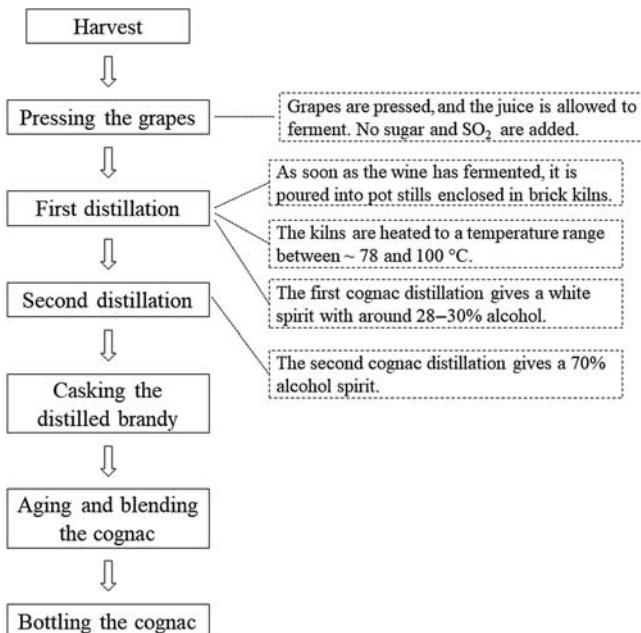 Harvest
Pressing the grapes
Grapes are pressed, and the juice is allowed to
ferment. No sugar and SO₂ are added.
As soon as the wine has fermented, it is
poured into pot stills enclosed in brick kilns.
First distillation
The kilns are heated to a temperature range
between ~ 78 and 100 °C.
The first cognac distillation gives a white
spirit with around 28–30% alcohol.
Second distillation
The second cognac distillation gives a 70%
alcohol spirit.
Casking the
distilled brandy
Aging and blending
the cognac
Bottling the cognac